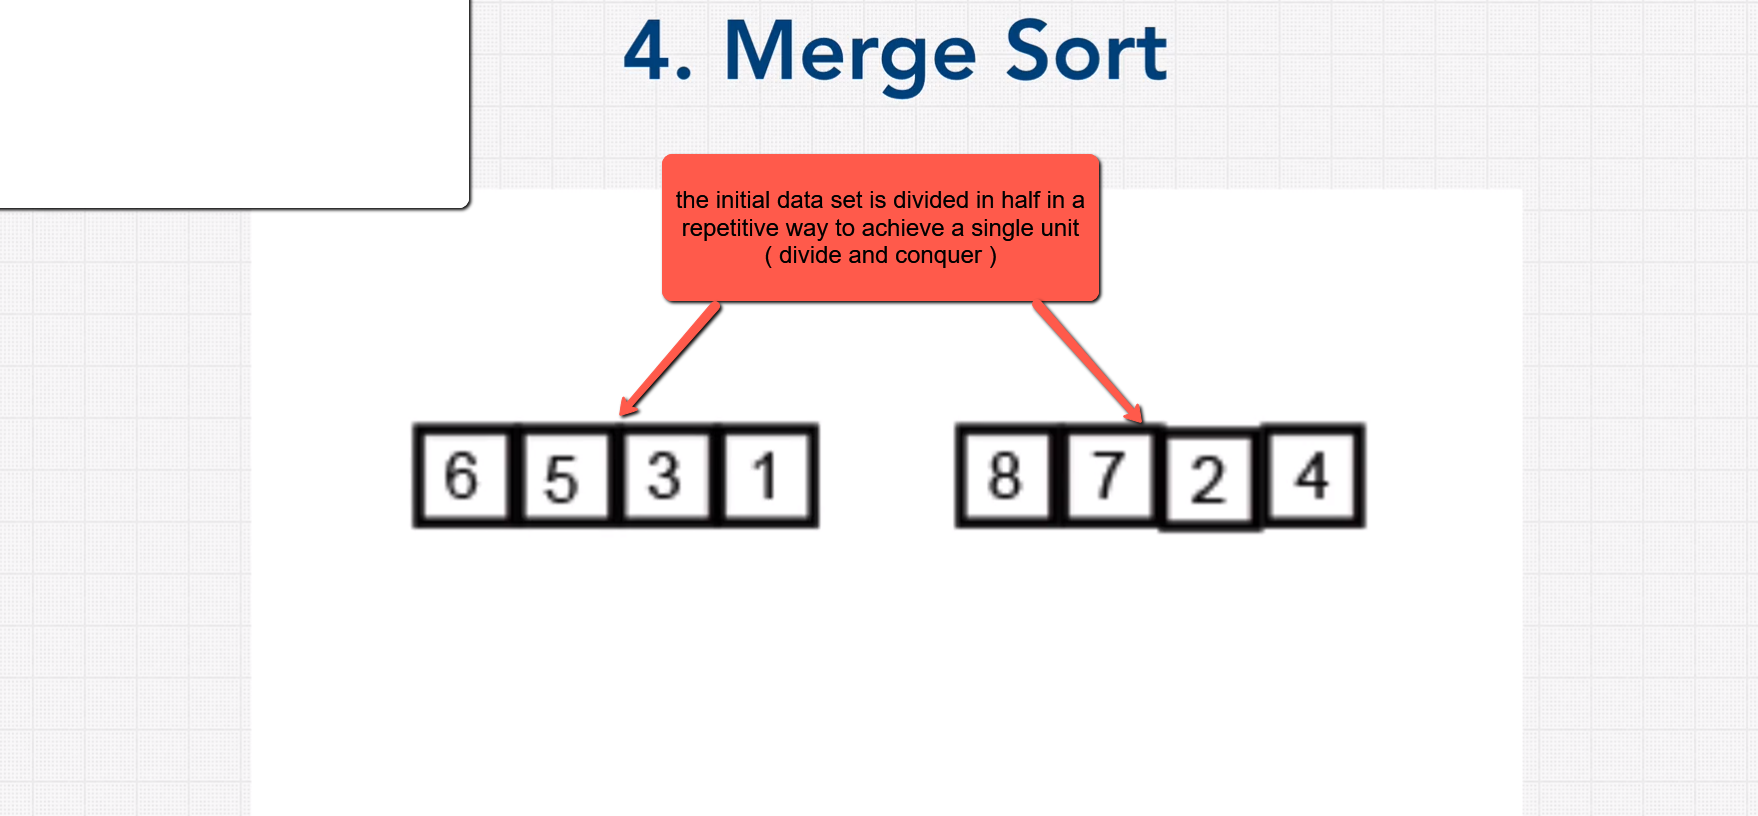 4. Merge Sort
the initial data set is divided in half in a
repetitive way to achieve a single unit
( divide and conquer )
6 5 3 1 8 7 2 4